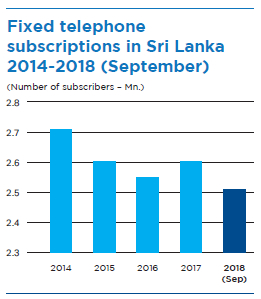 Fixed telephone
subscriptions in Sri Lanka
2014-2018 (September)
(Number of subscribers – Mn.)
2.8
2.7
2.6
2.5
2.4
2.3
2014 2015 2016 2017 2018
(Sep)